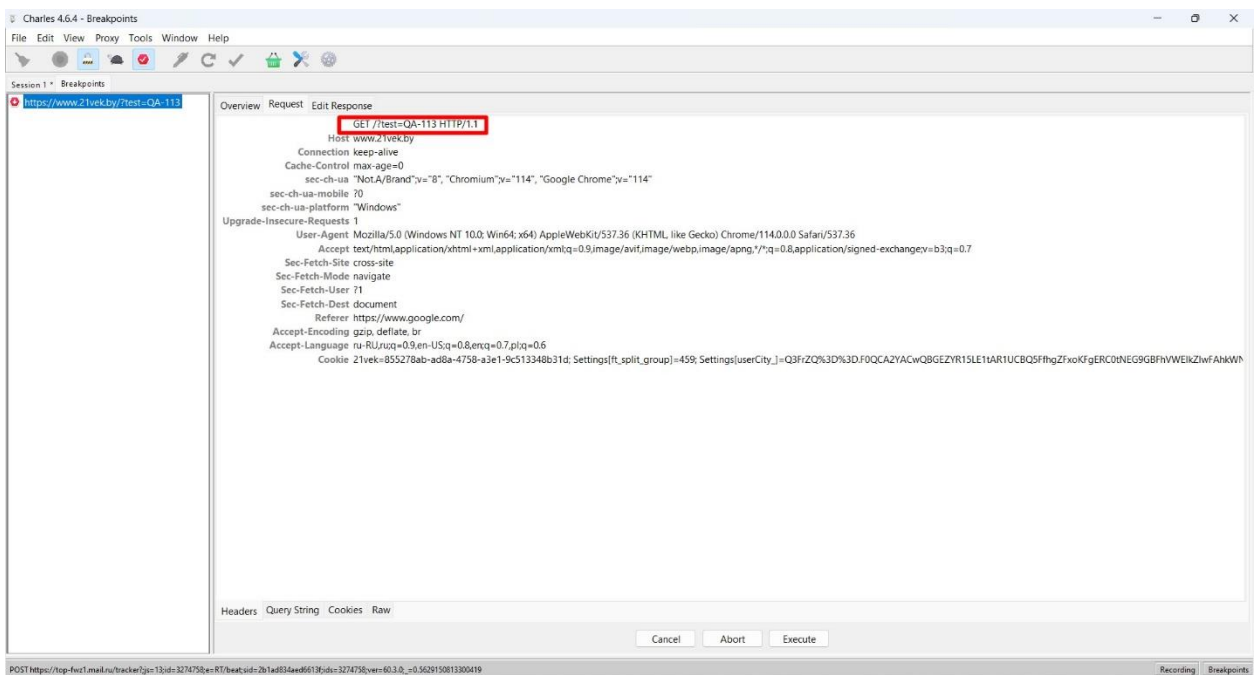 Charles 4.6.4 - Breakpoints
File Edit View Proxy Tools Window Help
Session 1 * Breakpoints
https://www.21vek.by/?test=QA-113
Overview Request Edit Response
GET /?test=QA-113 HTTP/1.1
Host www.21vek.by
Connection keep-alive
Cache-Control max-age=0
sec-ch-ua "Not.A/Brand";v="8", "Chromium";v="114", "Google Chrome";v="114"
sec-ch-ua-mobile ?0
sec-ch-ua-platform "Windows"
Upgrade-Insecure-Requests 1
User-Agent Mozilla/5.0 (Windows NT 10.0; Win64; x64) AppleWebKit/537.36 (KHTML, like Gecko) Chrome/114.0.0.0 Safari/537.36
Accept text/html,application/xhtml+xml,application/xml;q=0.9,image/avif,image/webp,image/apng,*/*;q=0.8,application/signed-exchange;v=b3;q=0.7
Sec-Fetch-Site cross-site
Sec-Fetch-Mode navigate
Sec-Fetch-User ?1
Sec-Fetch-Dest document
Referer https://www.google.com/
Accept-Encoding gzip, deflate, br
Accept-Language ru-RU,ru;q=0.9,en-US;q=0.8,en;q=0.7,pl;q=0.6
Cookie 21vek=855278ab-ad8a-4758-a3e1-9c513348b31d; Settings[ft_split_group]=459;
Headers Query String Cookies Raw
Cancel Abort Execute
POST https://top-fwz1.mail.ru/tracker?js=13;id=3274758;e=RT/beat;sid=2b1ad834aed6613f;ids=3274758;ver=60.3.0;_=0.5629150813300419
Recording Breakpoints